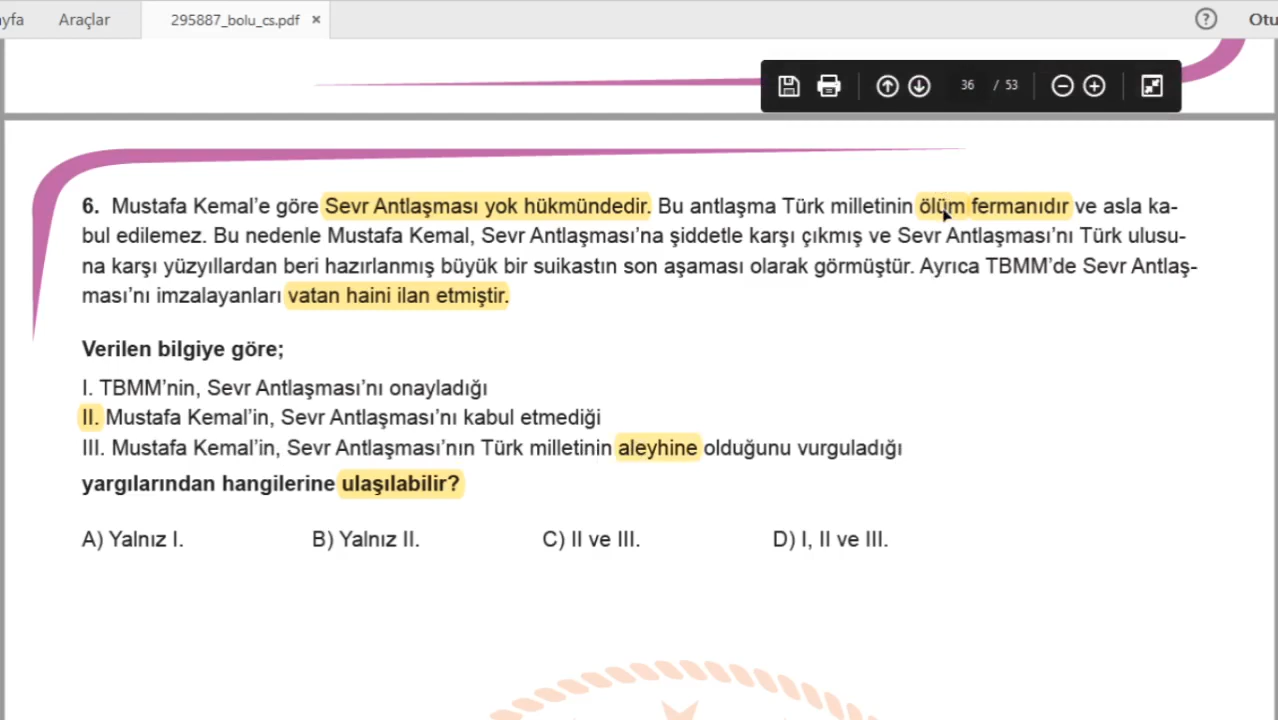 yfa
Araçlar
295887_bolu_cs.pdf ×
?
Otu
36 / 53
6. Mustafa Kemal'e göre Sevr Antlaşması yok hükmündedir. Bu antlaşma Türk milletinin ölüm fermanıdır ve asla ka-
bul edilemez. Bu nedenle Mustafa Kemal, Sevr Antlaşması'na şiddetle karşı çıkmış ve Sevr Antlaşması'nı Türk ulusu-
na karşı yüzyıllardan beri hazırlanmış büyük bir suikastın son aşaması olarak görmüştür. Ayrıca TBMM'de Sevr Antlaş-
ması'nı imzalayanları vatan haini ilan etmiştir.
Verilen bilgiye göre;
I. TBMM'nin, Sevr Antlaşması'nı onayladığı
II. Mustafa Kemal'in, Sevr Antlaşması'nı kabul etmediği
III. Mustafa Kemal'in, Sevr Antlaşması'nın Türk milletinin aleyhine olduğunu vurguladığı
yargılarından hangilerine ulaşılabilir?
A) Yalnız I. B) Yalnız II. C) II ve III. D) I, II ve III.